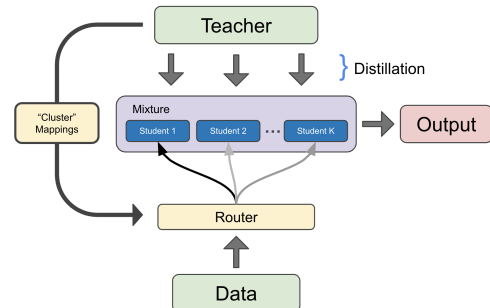 Teacher
Distillation
"Cluster"
Mappings
Mixture
Student 1
Student 2
Student K
Output
Router
Data